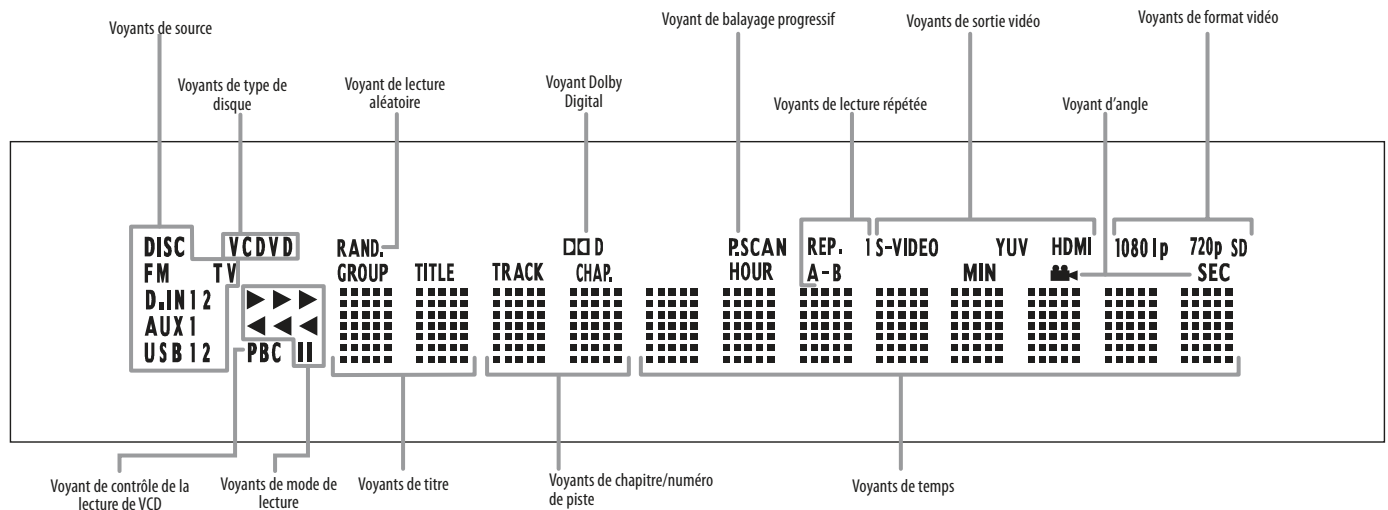 Voyants de source
Voyants de type de
disque
Voyant de lecture
aléatoire
Voyant Dolby
Digital
Voyant de balayage progressif
Voyants de lecture répétée
Voyants de sortie vidéo
Voyant d'angle
Voyants de format vidéo
DISC VCDVD RAND. D P.SCAN REP. 1 S-VIDEO YUV HDMI 1080 I p 720p SD
FM TV GROUP TITLE TRACK CHAP. HOUR A-B MIN SEC
D.IN 1 2
AUX 1
USB 1 2 PBC
Voyant de contrôle de la
lecture de VCD
Voyants de mode de
lecture
Voyants de titre
Voyants de chapitre/numéro
de piste
Voyants de temps